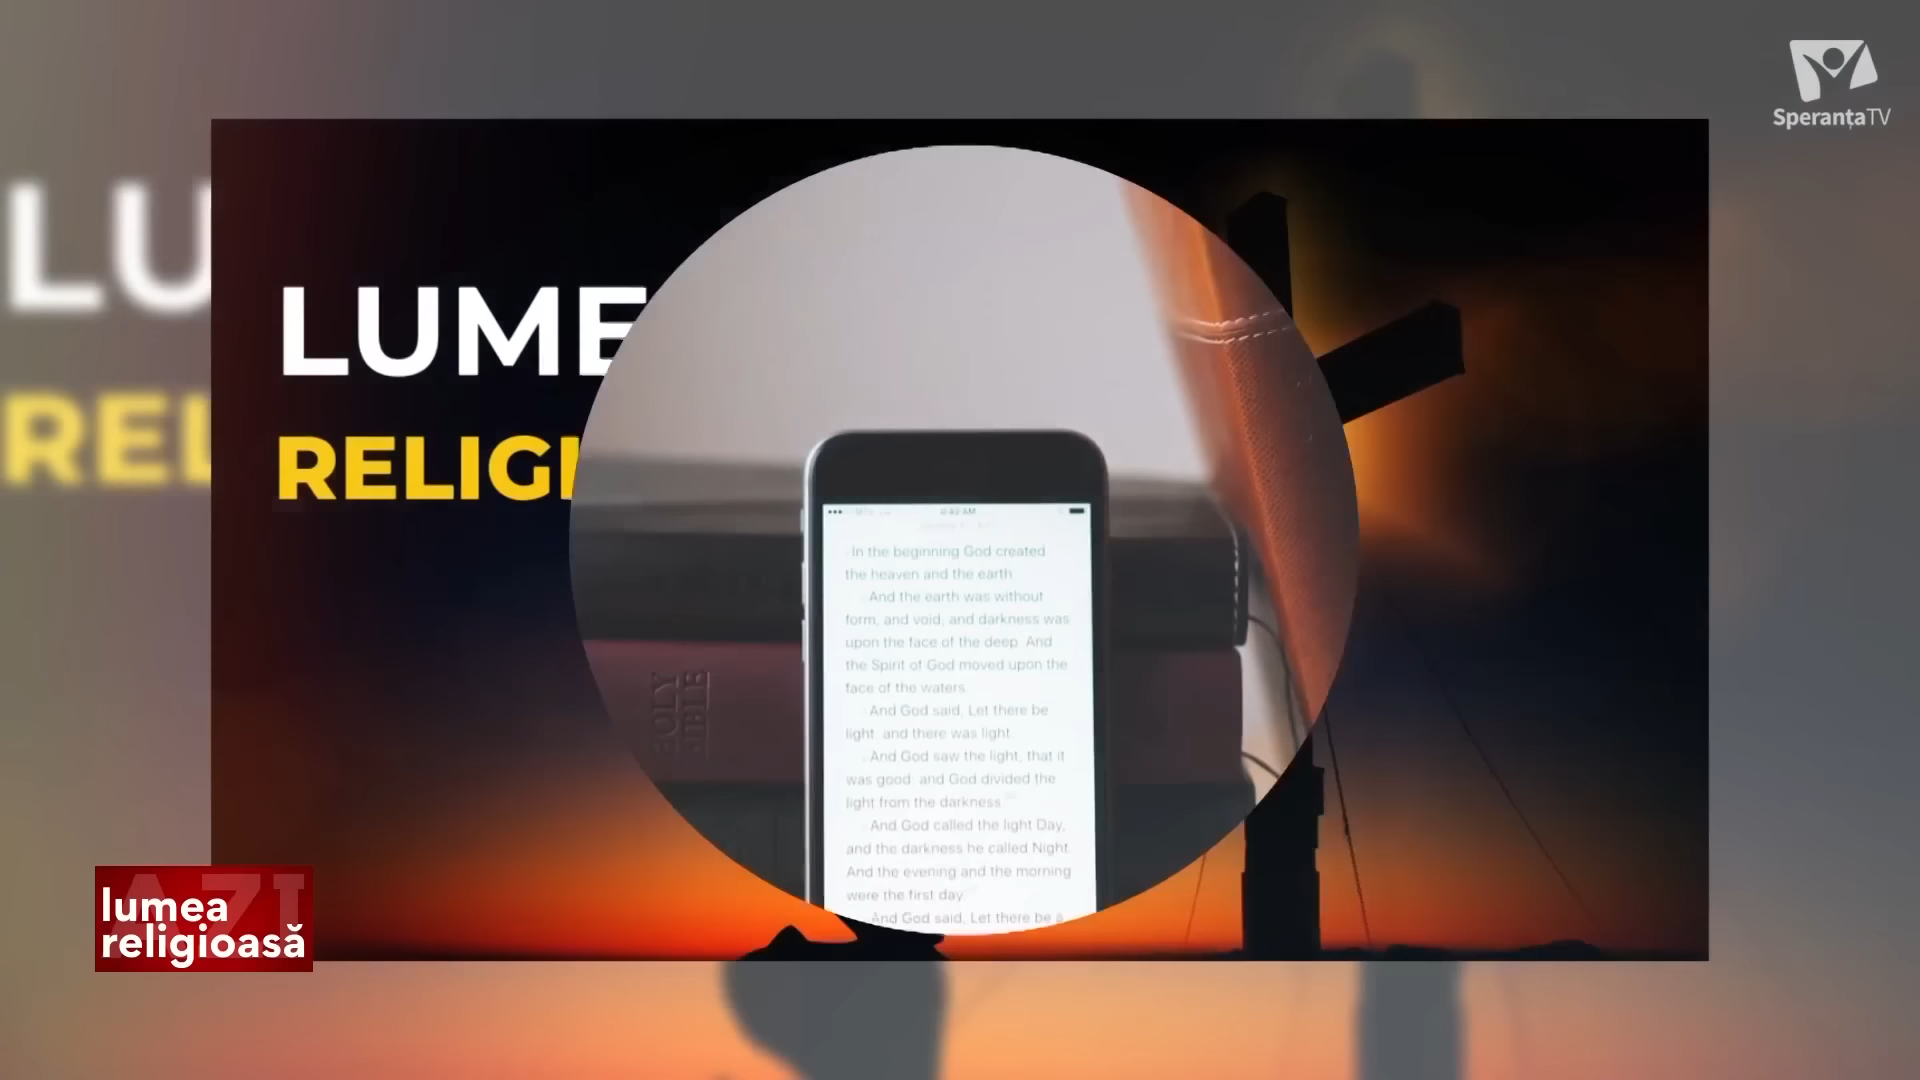 SperanțaTV
LUME
RELIGI
LU
REL
HOLY
BIBLE
9:42 AM
In the beginning God created
the heaven and the earth
And the earth was without
form, and void, and darkness was
upon the face of the deep. And
the Spirit of God moved upon the
face of the waters.
And God said, Let there be
light: and there was light.
And God saw the light, that it
was good: and God divided the
light from the darkness.
And God called the light Day,
and the darkness he called Night.
And the evening and the morning
were the first day.
And God said, Let there be a
AZI
lumea
religioasă